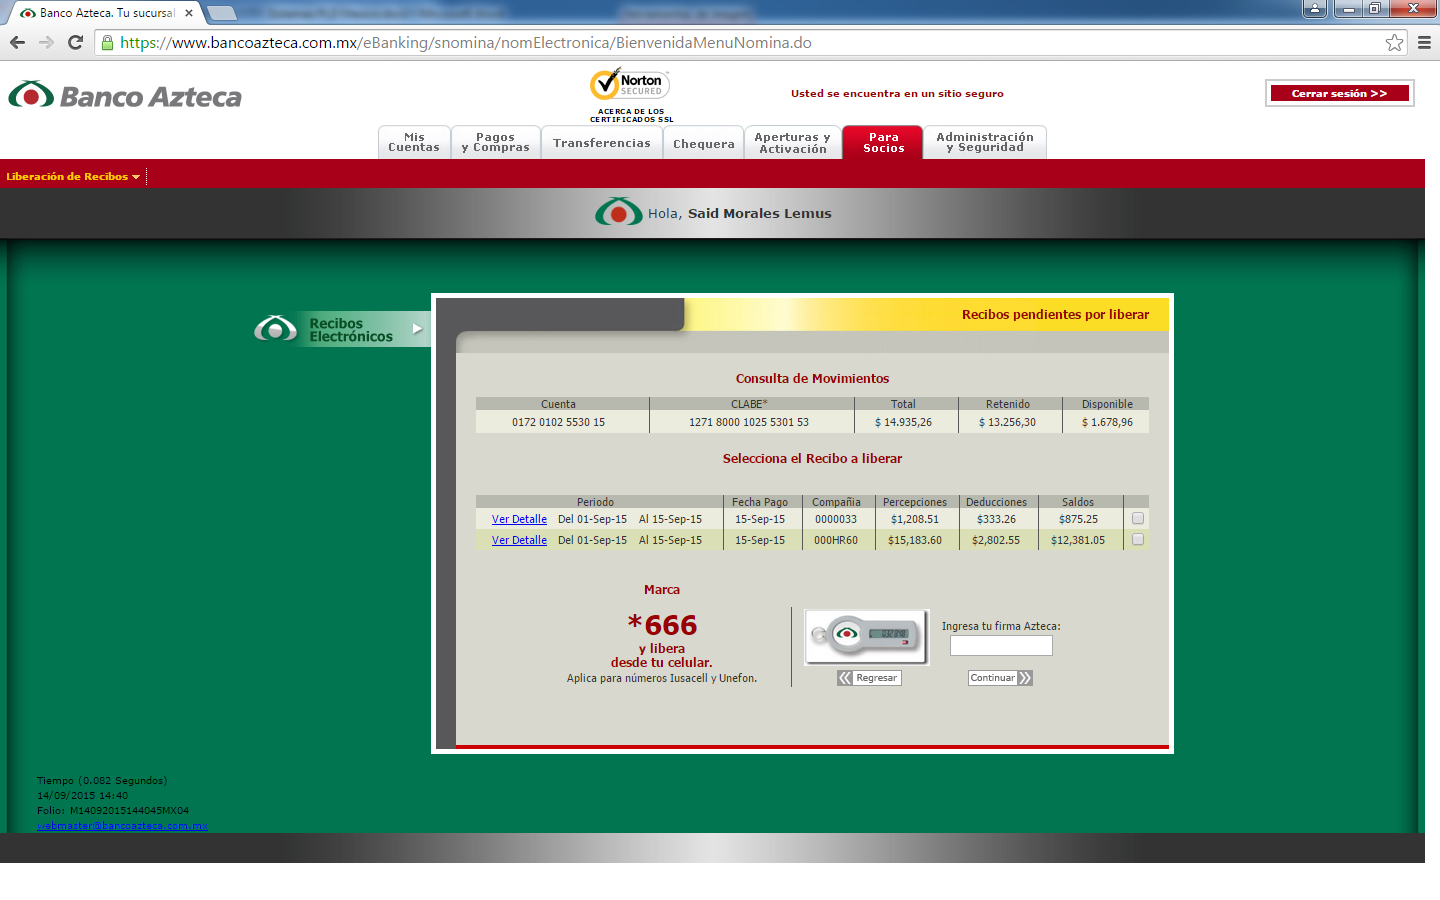 Banco Azteca. Tu sucursal
https://www.bancoazteca.com.mx/eBanking/snomina/nomElectronica/BienvenidaMenuNomina.do
Banco Azteca
Norton
SECURED
ACERCA DE LOS
CERTIFICADOS SSL
Usted se encuentra en un sitio seguro
Cerrar sesión >>
Mis
Cuentas
Pagos
y Compras
Transferencias
Chequera
Aperturas y
Activación
Para
Socios
Administración
y Seguridad
Liberación de Recibos
Hola, Said Morales Lemus
Recibos
Electrónicos
Recibos pendientes por liberar
Consulta de Movimientos
Cuenta CLABE* Total Retenido Disponible
0172 0102 5530 15 1271 8000 1025 5301 53 $ 14.935,26 $ 13.256,30 $ 1.678,96
Selecciona el Recibo a liberar
Periodo Fecha Pago Compañia Percepciones Deducciones Saldos
Ver Detalle Del 01-Sep-15 Al 15-Sep-15 15-Sep-15 0000033 $1,208.51 $333.26 $875.25
Ver Detalle Del 01-Sep-15 Al 15-Sep-15 15-Sep-15 000HR60 $15,183.60 $2,802.55 $12,381.05
Marca
*666
y libera
desde tu celular.
Aplica para números Iusacell y Unefon.
Regresar
Ingresa tu firma Azteca:
Continuar
Tiempo (0.082 Segundos)
14/09/2015 14:40
Folio: M14092015144045MX04
webmaster@bancoazteca.com.mx